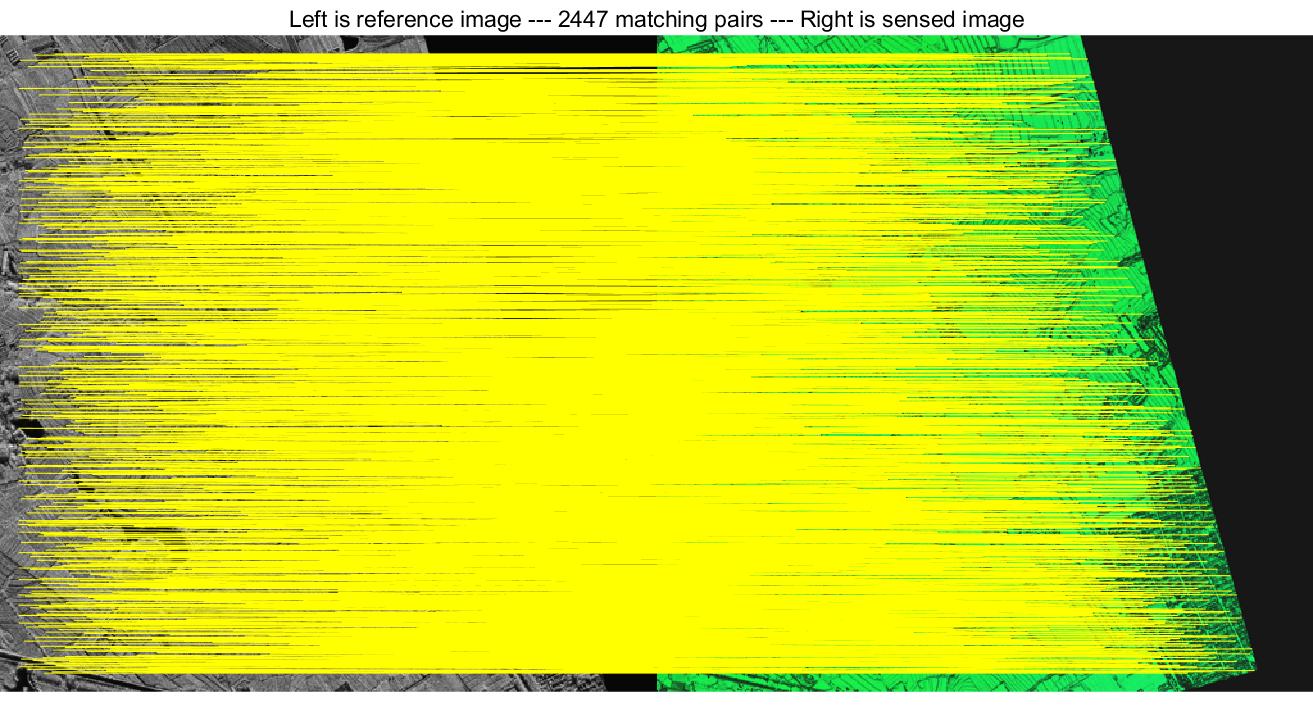 Left is reference image --- 2447 matching pairs --- Right is sensed image